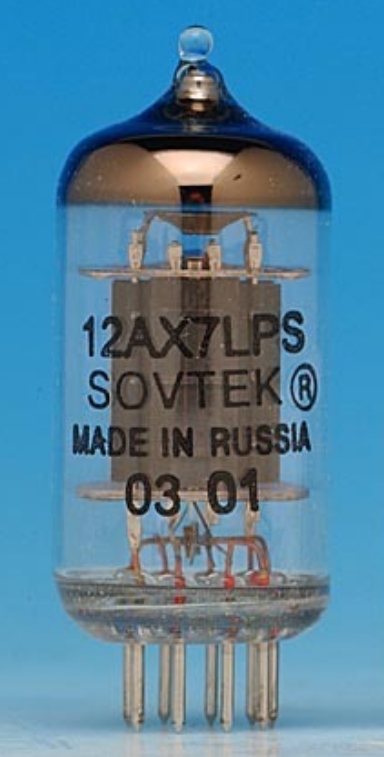 12AX7LPS
SOVTEK®
MADE IN RUSSIA
03 01